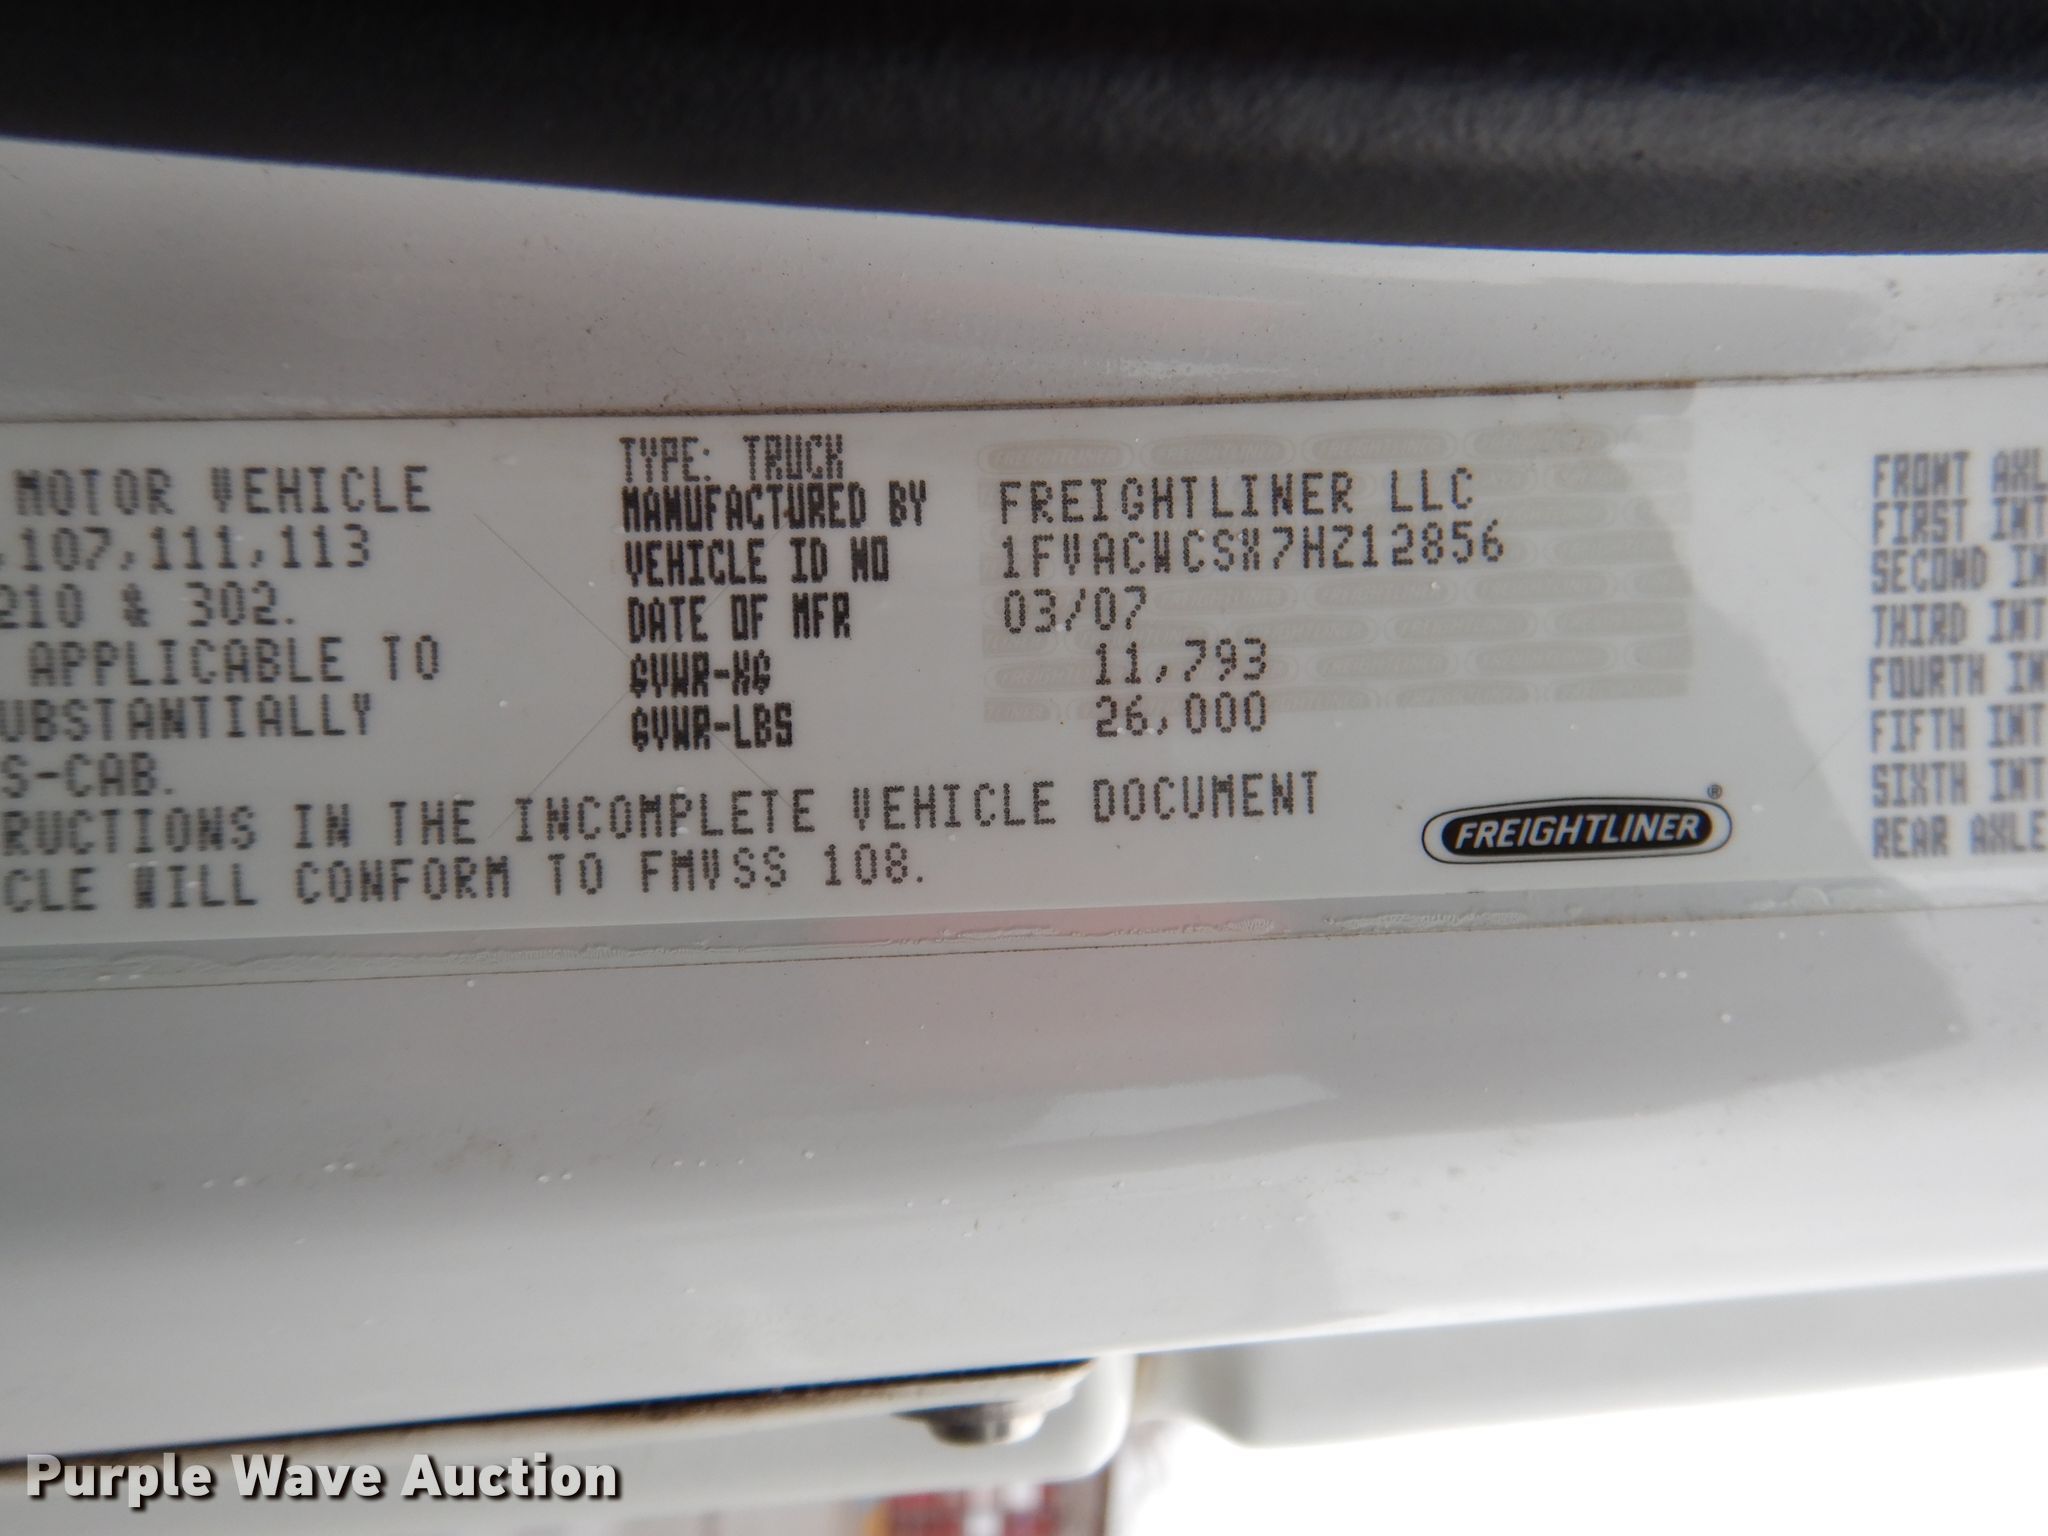 MOTOR VEHICLE
,107,111,113
210 & 302.
APPLICABLE TO
UBSTANTIALLY
S-CAB.
RUCTIONS IN THE INCOMPLETE VEHICLE DOCUMENT
CLE WILL CONFORM TO FMVSS 108.
TYPE: TRUCK
MANUFACTURED BY FREIGHTLINER LLC
VEHICLE ID NO 1FVACWCSX7HZ12856
DATE OF MFR 03/07
GVWR-KG 11,793
GVWR-LBS 26,000
FREIGHTLINER®
FRONT AXL
FIRST INT
SECOND IN
THIRD INT
FOURTH IN
FIFTH INT
SIXTH INT
REAR AXLE
Purple Wave Auction